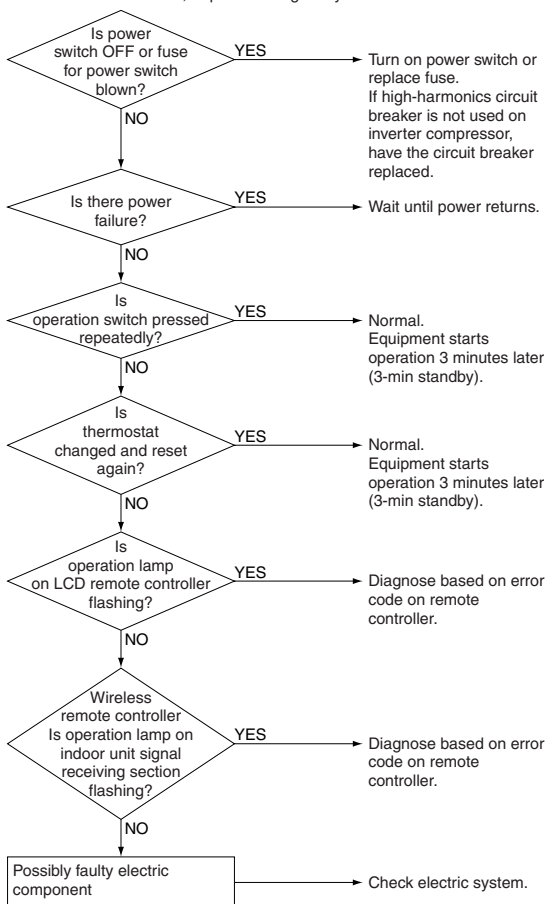 Is power
switch OFF or fuse
for power switch
blown?
YES
Turn on power switch or
replace fuse.
If high-harmonics circuit
breaker is not used on
inverter compressor,
have the circuit breaker
replaced.
NO
Is there power
failure?
YES
Wait until power returns.
NO
Is
operation switch pressed
repeatedly?
YES
Normal.
Equipment starts
operation 3 minutes later
(3-min standby).
NO
Is
thermostat
changed and reset
again?
YES
Normal.
Equipment starts
operation 3 minutes later
(3-min standby).
NO
Is
operation lamp
on LCD remote controller
flashing?
YES
Diagnose based on error
code on remote
controller.
NO
Wireless
remote controller
Is operation lamp on
indoor unit signal
receiving section
flashing?
YES
Diagnose based on error
code on remote
controller.
NO
Possibly faulty electric
component
Check electric system.